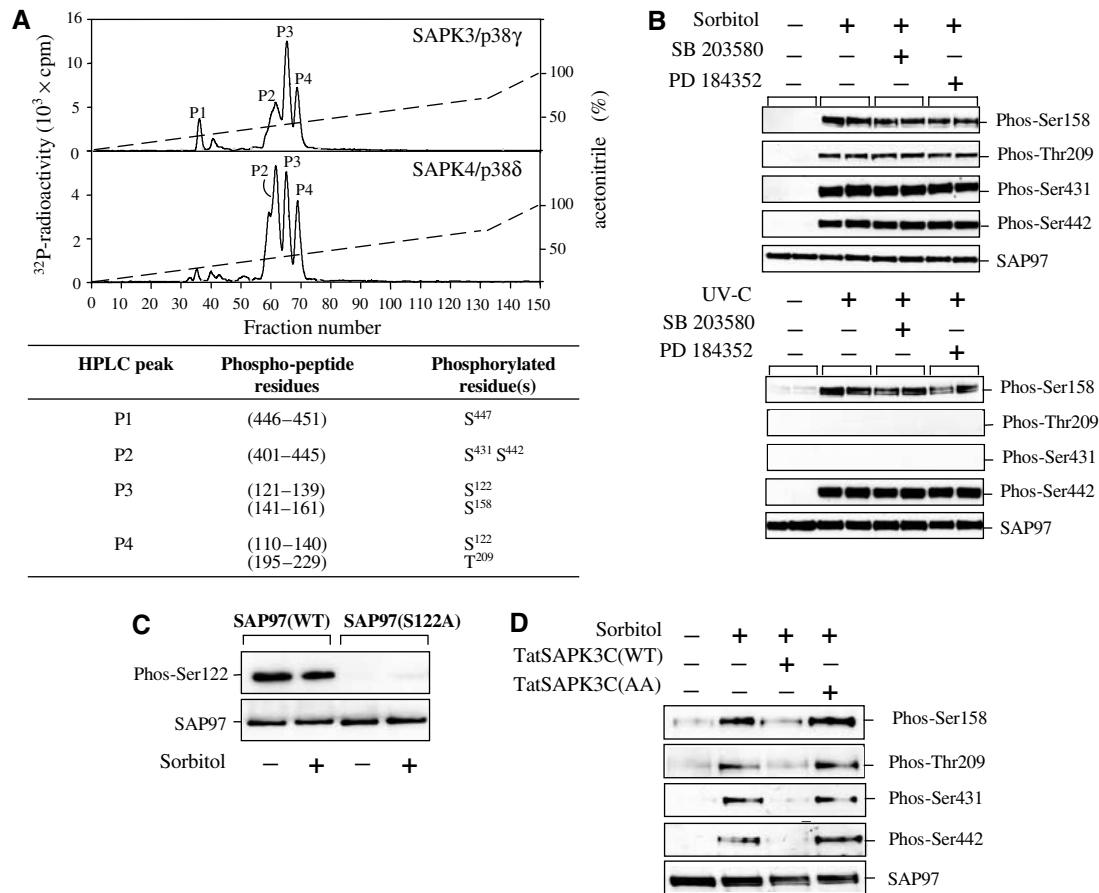 A
16
12
5
0
P1
P2
P3
P4
SAPK3/p38γ
100
50
4
2
0
P2
P3
P4
SAPK4/p38δ
100
50
³²P-radioactivity (10³ × cpm)
acetonitrile (%)
0 10 20 30 40 50 60 70 80 90 100 110 120 130 150
Fraction number
HPLC peak Phospho-peptide residues Phosphorylated residue(s)
P1 (446–451) S⁴⁴⁷
P2 (401–445) S⁴³¹ S⁴⁴²
P3 (121–139) S¹²²
(141–161) S¹⁵⁸
P4 (110–140) S¹²²
(195–229) T²⁰⁹
B
Sorbitol – + + +
SB 203580 – – + –
PD 184352 – – – +
Phos-Ser158
Phos-Thr209
Phos-Ser431
Phos-Ser442
SAP97
UV-C – + + +
SB 203580 – – + –
PD 184352 – – – +
Phos-Ser158
Phos-Thr209
Phos-Ser431
Phos-Ser442
SAP97
C
SAP97(WT) SAP97(S122A)
Phos-Ser122
SAP97
Sorbitol – + – +
D
Sorbitol – + + +
TatSAPK3C(WT) – – + –
TatSAPK3C(AA) – – – +
Phos-Ser158
Phos-Thr209
Phos-Ser431
Phos-Ser442
SAP97